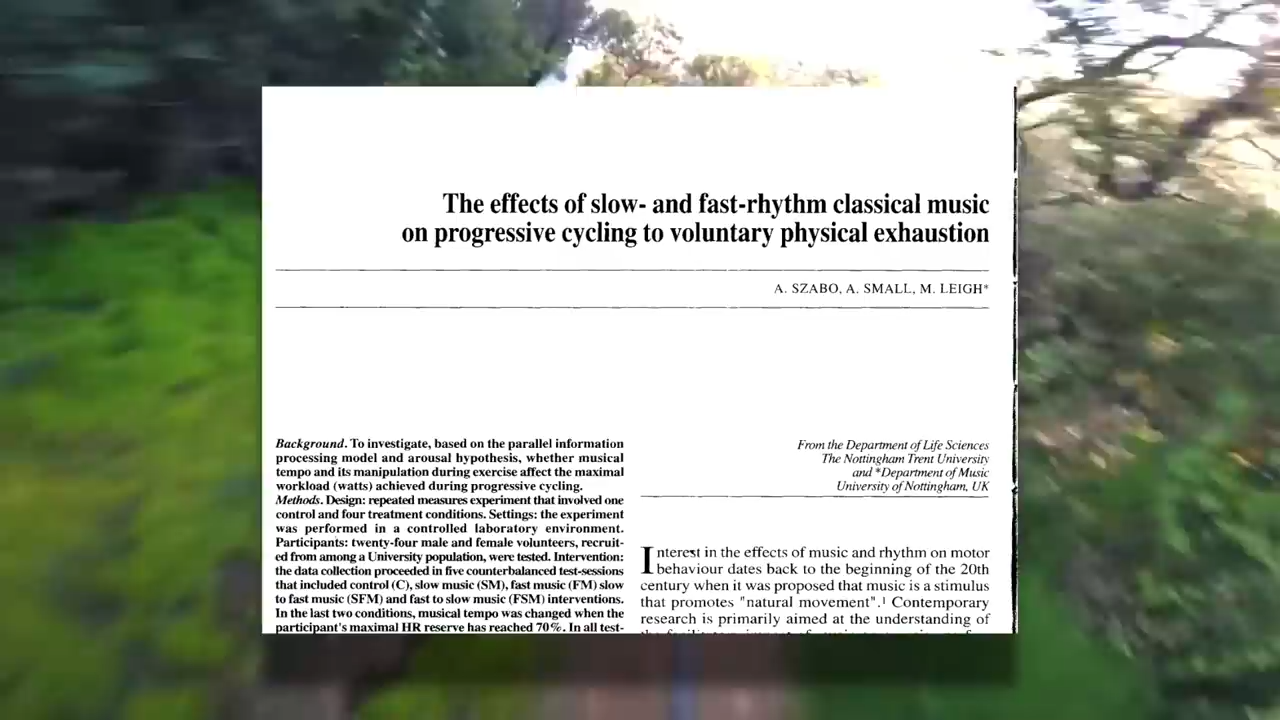 The effects of slow- and fast-rhythm classical music
on progressive cycling to voluntary physical exhaustion
A. SZABO, A. SMALL, M. LEIGH*
Background. To investigate, based on the parallel information
processing model and arousal hypothesis, whether musical
tempo and its manipulation during exercise affect the maximal
workload (watts) achieved during progressive cycling.
Methods. Design: repeated measures experiment that involved one
control and four treatment conditions. Settings: the experiment
was performed in a controlled laboratory environment.
Participants: twenty-four male and female volunteers, recruit-
ed from among a University population, were tested. Intervention:
the data collection proceeded in five counterbalanced test-sessions
that included control (C), slow music (SM), fast music (FM) slow
to fast music (SFM) and fast to slow music (FSM) interventions.
In the last two conditions, musical tempo was changed when the
participant's maximal HR reserve has reached 70%. In all test-
From the Department of Life Sciences
The Nottingham Trent University
and *Department of Music
University of Nottingham, UK
Interest in the effects of music and rhythm on motor
behaviour dates back to the beginning of the 20th
century when it was proposed that music is a stimulus
that promotes "natural movement".¹ Contemporary
research is primarily aimed at the understanding of